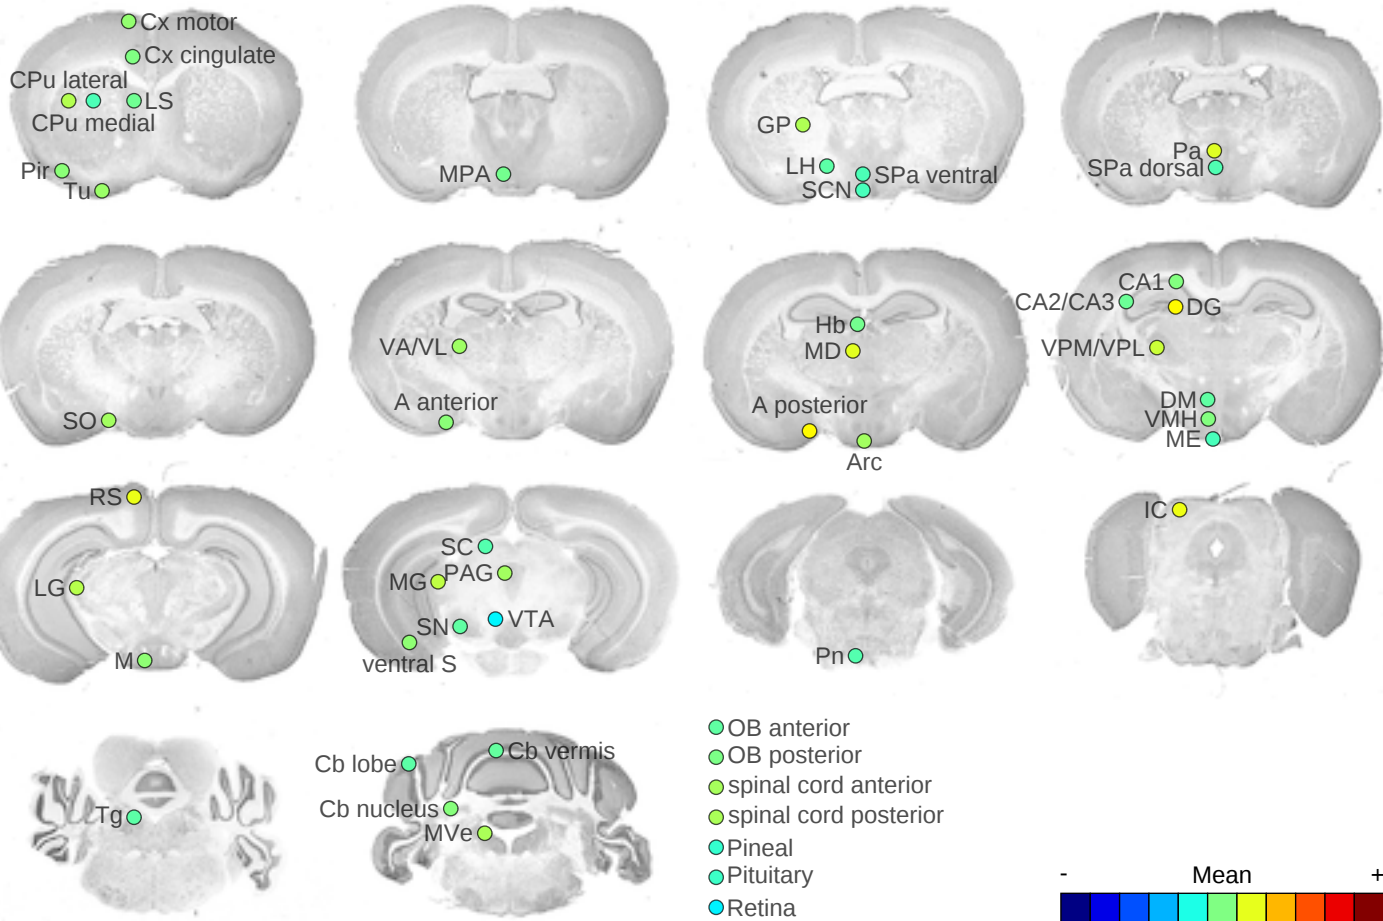 Cx motor
Cx cingulate
CPu lateral
LS
CPu medial
Pir
Tu
MPA
GP
LH
SPa ventral
SCN
Pa
SPa dorsal
SO
VA/VL
A anterior
Hb
MD
A posterior
Arc
CA1
CA2/CA3
DG
VPM/VPL
DM
VMH
ME
RS
LG
M
SC
MG
PAG
SN
VTA
ventral S
Pn
IC
Tg
Cb lobe
Cb vermis
Cb nucleus
MVe
OB anterior
OB posterior
spinal cord anterior
spinal cord posterior
Pineal
Pituitary
Retina
- Mean +